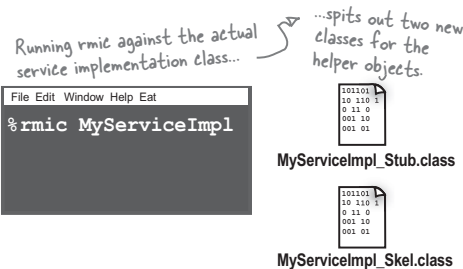 Running rmic against the actual
service implementation class...
...spits out two new
classes for the
helper objects.
File Edit Window Help Eat
%rmic MyServiceImpl
101101
10 110 1
0 11 0
001 10
001 01
MyServiceImpl_Stub.class
101101
10 110 1
0 11 0
001 10
001 01
MyServiceImpl_Skel.class